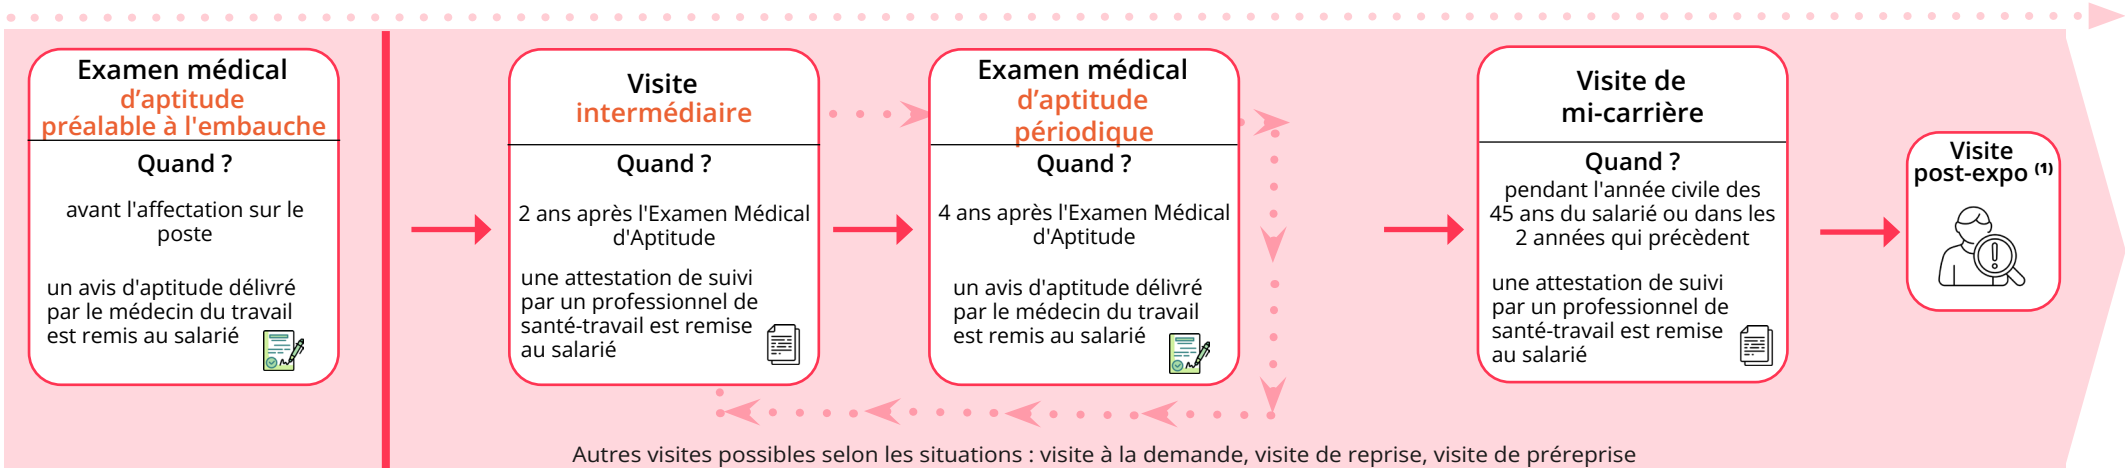 Examen médical
d'aptitude
préalable à l'embauche
Quand ?
avant l'affectation sur le
poste
un avis d'aptitude délivré
par le médecin du travail
est remis au salarié
Visite
intermédiaire
Quand ?
2 ans après l'Examen Médical
d'Aptitude
une attestation de suivi
par un professionnel de
santé-travail est remise
au salarié
Examen médical
d'aptitude
périodique
Quand ?
4 ans après l'Examen Médical
d'Aptitude
un avis d'aptitude délivré
par le médecin du travail
est remis au salarié
Visite de
mi-carrière
Quand ?
pendant l'année civile des
45 ans du salarié ou dans les
2 années qui précèdent
une attestation de suivi
par un professionnel de
santé-travail est remise
au salarié
Visite
post-expo (1)
Autres visites possibles selon les situations : visite à la demande, visite de reprise, visite de préreprise